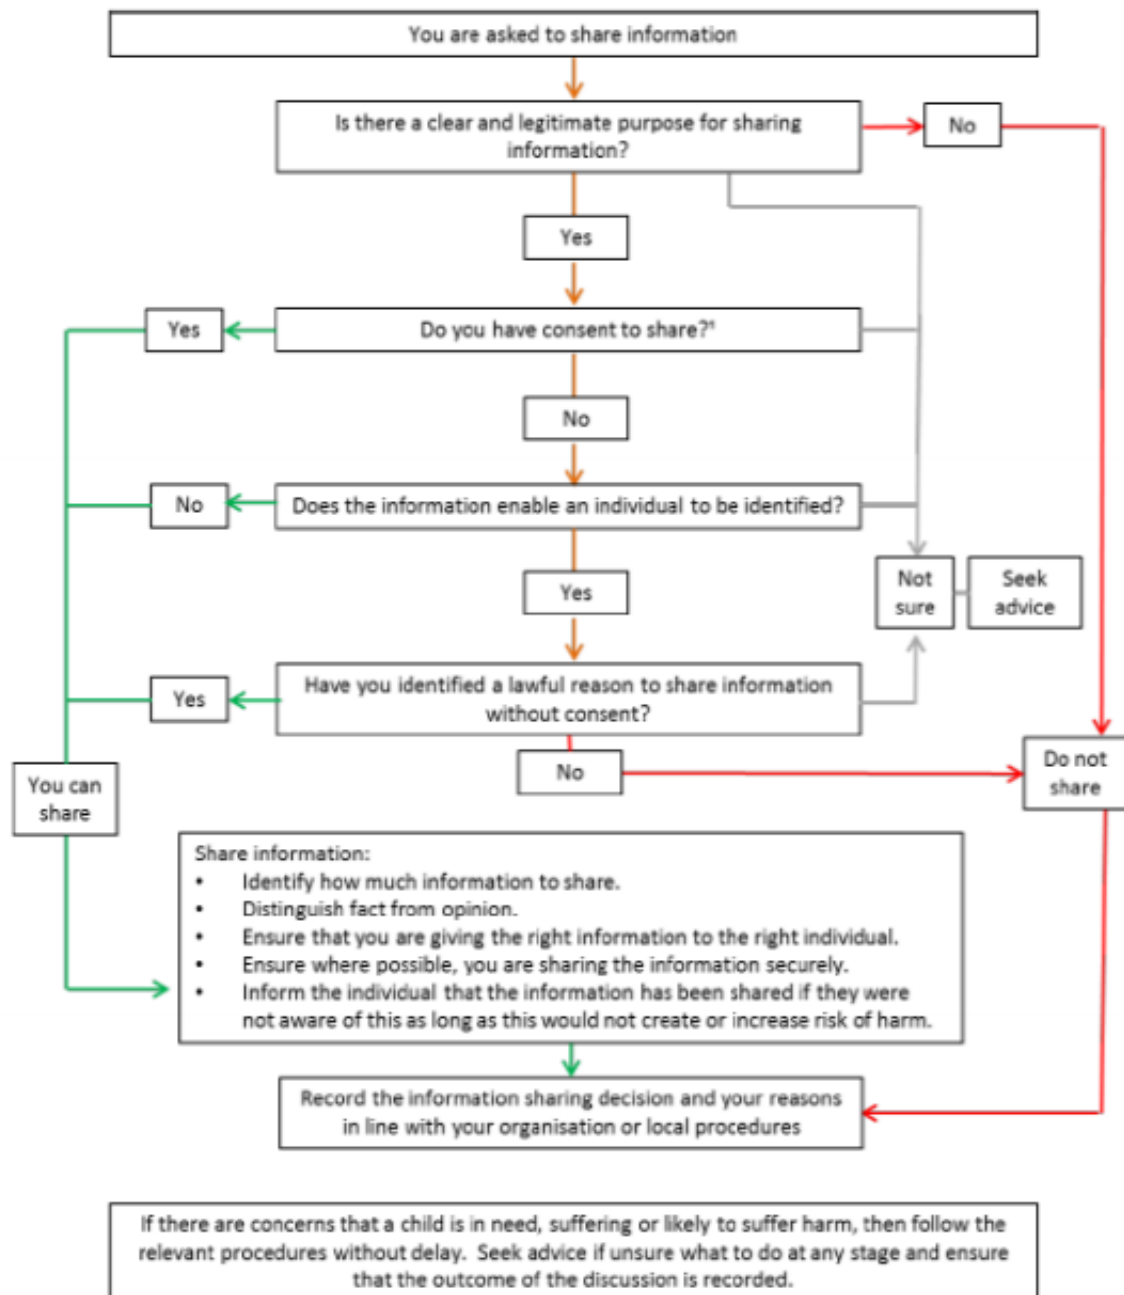 You are asked to share information
Is there a clear and legitimate purpose for sharing
information?
No
Yes
Yes
Do you have consent to share?¹
No
No
Does the information enable an individual to be identified?
Yes
Not
sure
Seek
advice
Yes
Have you identified a lawful reason to share information
without consent?
No
Do not
share
You can
share
Share information:
• Identify how much information to share.
• Distinguish fact from opinion.
• Ensure that you are giving the right information to the right individual.
• Ensure where possible, you are sharing the information securely.
• Inform the individual that the information has been shared if they were
not aware of this as long as this would not create or increase risk of harm.
Record the information sharing decision and your reasons
in line with your organisation or local procedures
If there are concerns that a child is in need, suffering or likely to suffer harm, then follow the
relevant procedures without delay. Seek advice if unsure what to do at any stage and ensure
that the outcome of the discussion is recorded.